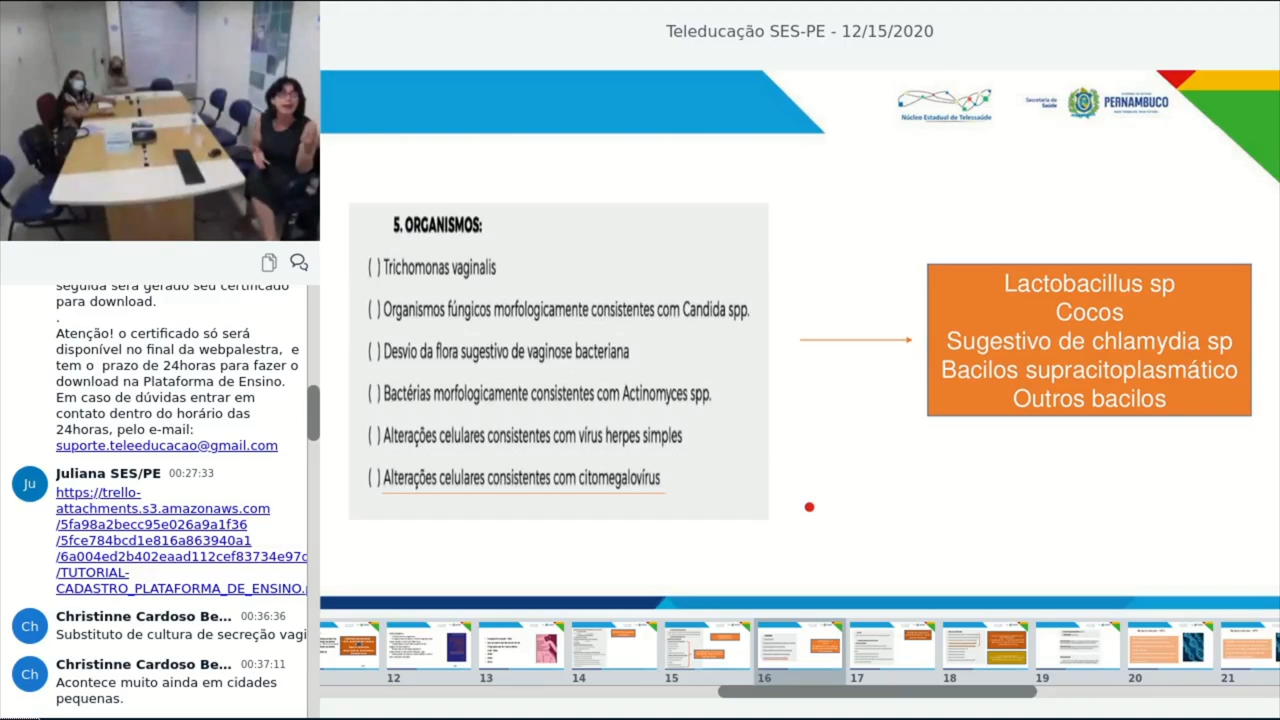 Teleducação SES-PE - 12/15/2020
Núcleo Estadual de Telessaúde
Secretaria de
Saúde
PERNAMBUCO
5. ORGANISMOS:
( ) Trichomonas vaginalis
( ) Organismos fúngicos morfologicamente consistentes com Candida spp.
( ) Desvio da flora sugestivo de vaginose bacteriana
( ) Bactérias morfologicamente consistentes com Actinomyces spp.
( ) Alterações celulares consistentes com vírus herpes simples
( ) Alterações celulares consistentes com citomegalovírus
Lactobacillus sp
Cocos
Sugestivo de chlamydia sp
Bacilos supracitoplasmático
Outros bacilos
seguida será gerado seu certificado
para download.
.
Atenção! o certificado só será
disponível no final da webpalestra, e
tem o prazo de 24horas para fazer o
download na Plataforma de Ensino.
Em caso de dúvidas entrar em
contato dentro do horário das
24horas, pelo e-mail:
suporte.teleeducacao@gmail.com
Ju
Juliana SES/PE 00:27:33
https://trello-
attachments.s3.amazonaws.com
/5fa98a2becc95e026a9a1f36
/5fce784bcd1e816a863940a1
/6a004ed2b402eaad112cef83734e97c
/TUTORIAL-
CADASTRO_PLATAFORMA_DE_ENSINO.
Ch
Christinne Cardoso Be... 00:36:36
Substituto de cultura de secreção vagi
Ch
Christinne Cardoso Be... 00:37:11
Acontece muito ainda em cidades
pequenas.
12
13
14
15
16
17
18
19
20
21